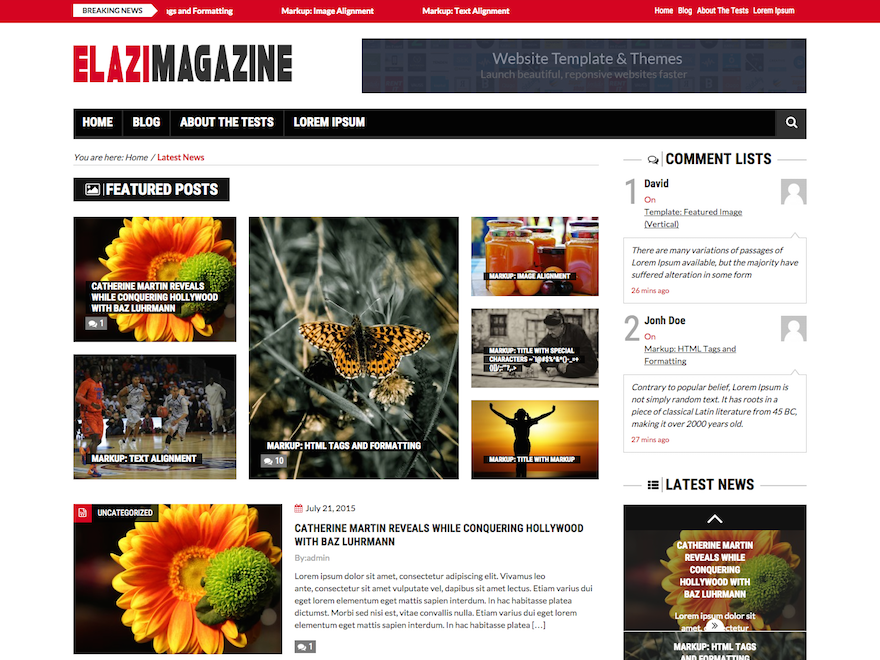 BREAKING NEWS
gs and Formatting
Markup: Image Alignment
Markup: Text Alignment
Home Blog About The Tests Lorem Ipsum
ELAZIMAGAZINE
Website Template & Themes
Launch beautiful, reponsive websites faster
HOME
BLOG
ABOUT THE TESTS
LOREM IPSUM
You are here: Home / Latest News
FEATURED POSTS
CATHERINE MARTIN REVEALS
WHILE CONQUERING HOLLYWOOD
WITH BAZ LUHRMANN
1
MARKUP: TEXT ALIGNMENT
MARKUP: HTML TAGS AND FORMATTING
10
MARKUP: IMAGE ALIGNMENT
MARKUP: TITLE WITH SPECIAL
MARKUP: TITLE WITH MARKUP
UNCATEGORIZED
July 21, 2015
CATHERINE MARTIN REVEALS WHILE CONQUERING HOLLYWOOD
WITH BAZ LUHRMANN
By:admin
Lorem ipsum dolor sit amet, consectetur adipiscing elit. Vivamus leo
ante, consectetur sit amet vulputate vel, dapibus sit amet lectus. Etiam varius dui
eget lorem elementum eget mattis sapien interdum. In hac habitasse platea
dictumst. Morbi sed nisi est, vitae convallis nulla. Etiam varius dui eget lorem
elementum eget mattis sapien interdum. In hac habitasse platea [...]
1
COMMENT LISTS
1
David
On
Template: Featured Image
(Vertical)
There are many variations of passages of
Lorem Ipsum available, but the majority have
suffered alteration in some form
26 mins ago
2
Jonh Doe
On
Markup: HTML Tags and
Formatting
Contrary to popular belief, Lorem Ipsum is
not simply random text. It has roots in a
piece of classical Latin literature from 45 BC,
making it over 2000 years old.
27 mins ago
LATEST NEWS
CATHERINE MARTIN
REVEALS WHILE
CONQUERING
HOLLYWOOD WITH
BAZ LUHRMANN
Lorem ipsum dolor sit
MARKUP: HTML TAGS
AND FORMATTING